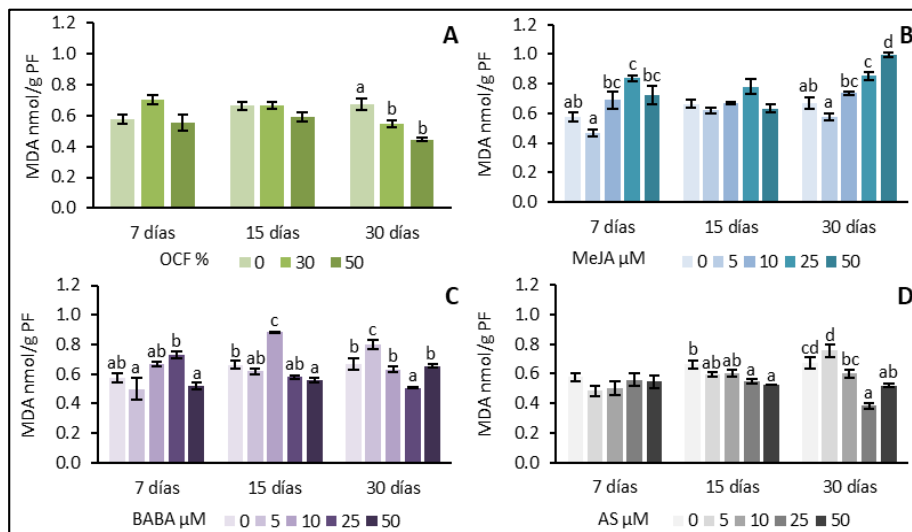 A
MDA nmol/g PF
1.2
1.0
0.8
0.6
0.4
0.2
0.0
a
b
b
7 días 15 días 30 días
OCF % 0 30 50
B
MDA nmol/g PF
1.2
1.0
0.8
0.6
0.4
0.2
0.0
ab a bc c bc
ab a bc c d
7 días 15 días 30 días
MeJA µM 0 5 10 25 50
C
MDA nmol/g PF
1.2
1.0
0.8
0.6
0.4
0.2
0.0
ab a ab b a
b ab c ab a
b c b a b
7 días 15 días 30 días
BABA µM 0 5 10 25 50
D
MDA nmol/g PF
1.2
1.0
0.8
0.6
0.4
0.2
0.0
b ab ab a a
cd d bc a ab
7 días 15 días 30 días
AS µM 0 5 10 25 50